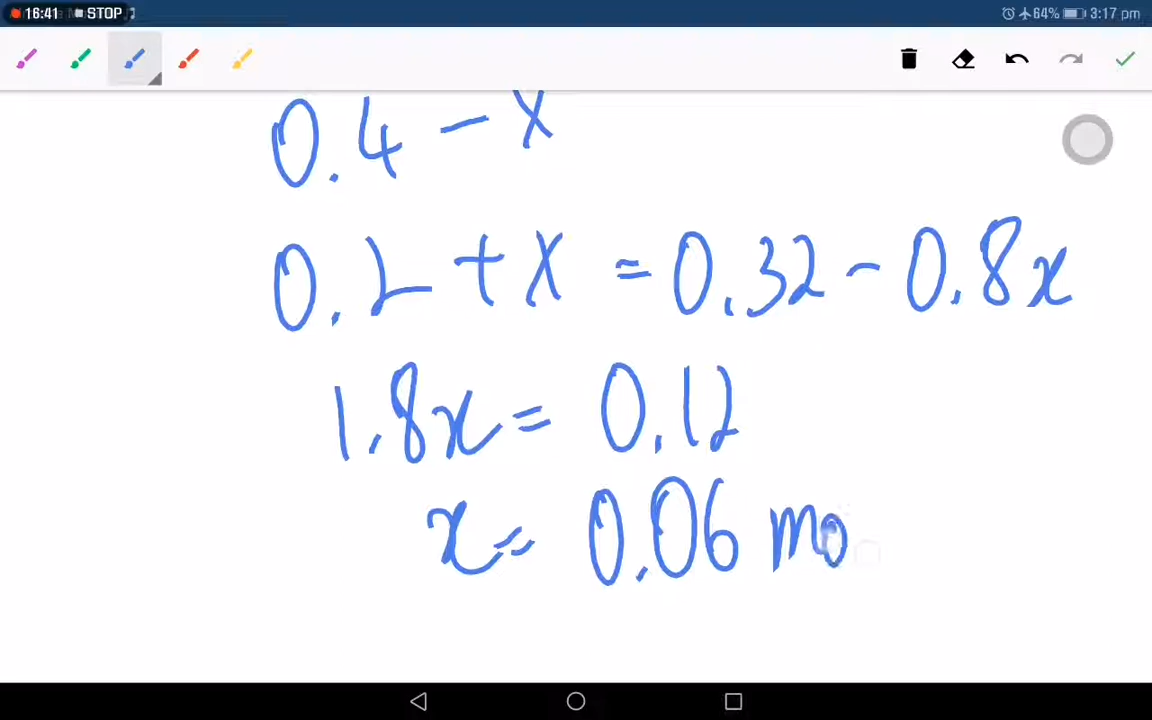 16:41 STOP
64% 3:17 pm
0.4 - x
0.2 + x = 0.32 - 0.8x
1.8x = 0.12
x = 0.06 mo